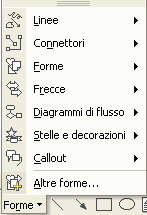 Linee
Connettori
Forme
Frecce
Diagrammi di flusso
Stelle e decorazioni
Callout
Altre forme...
Forme